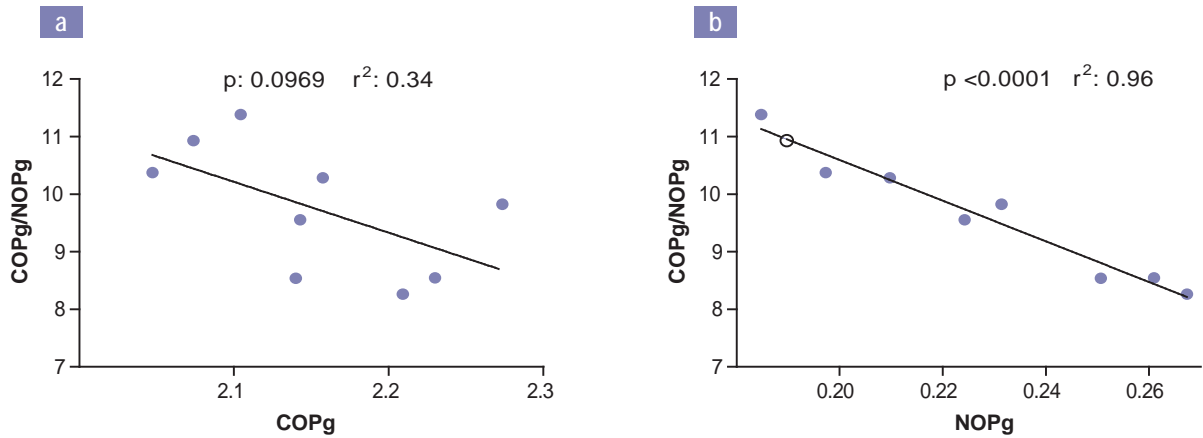 a
p: 0.0969 r²: 0.34
12
11
10
9
8
7
COPg/NOPg
2.1 2.2 2.3
COPg
b
p <0.0001 r²: 0.96
12
11
10
9
8
7
COPg/NOPg
0.20 0.22 0.24 0.26
NOPg